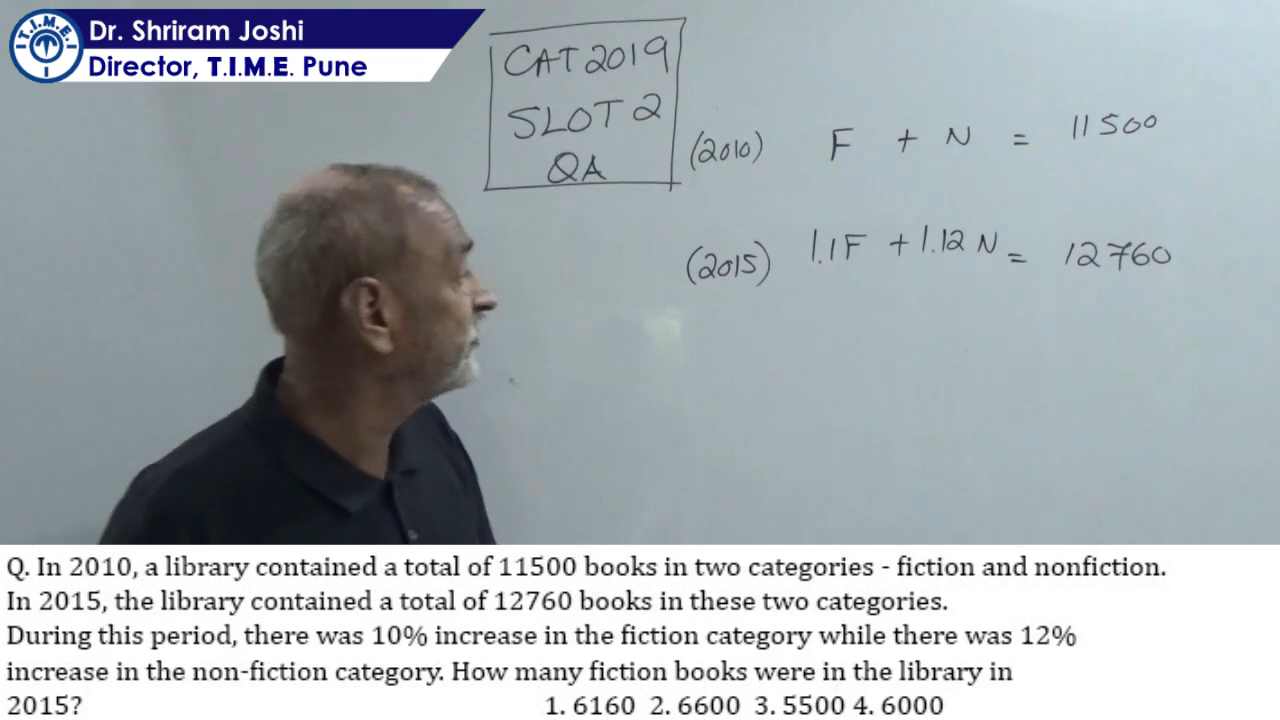 T.I.M.E.
Dr. Shriram Joshi
Director, T.I.M.E. Pune
CAT 2019
SLOT 2
QA
(2010) F + N = 11500
(2015) 1.1F + 1.12 N = 12760
Q. In 2010, a library contained a total of 11500 books in two categories - fiction and nonfiction.
In 2015, the library contained a total of 12760 books in these two categories.
During this period, there was 10% increase in the fiction category while there was 12%
increase in the non-fiction category. How many fiction books were in the library in
2015? 1. 6160 2. 6600 3. 5500 4. 6000